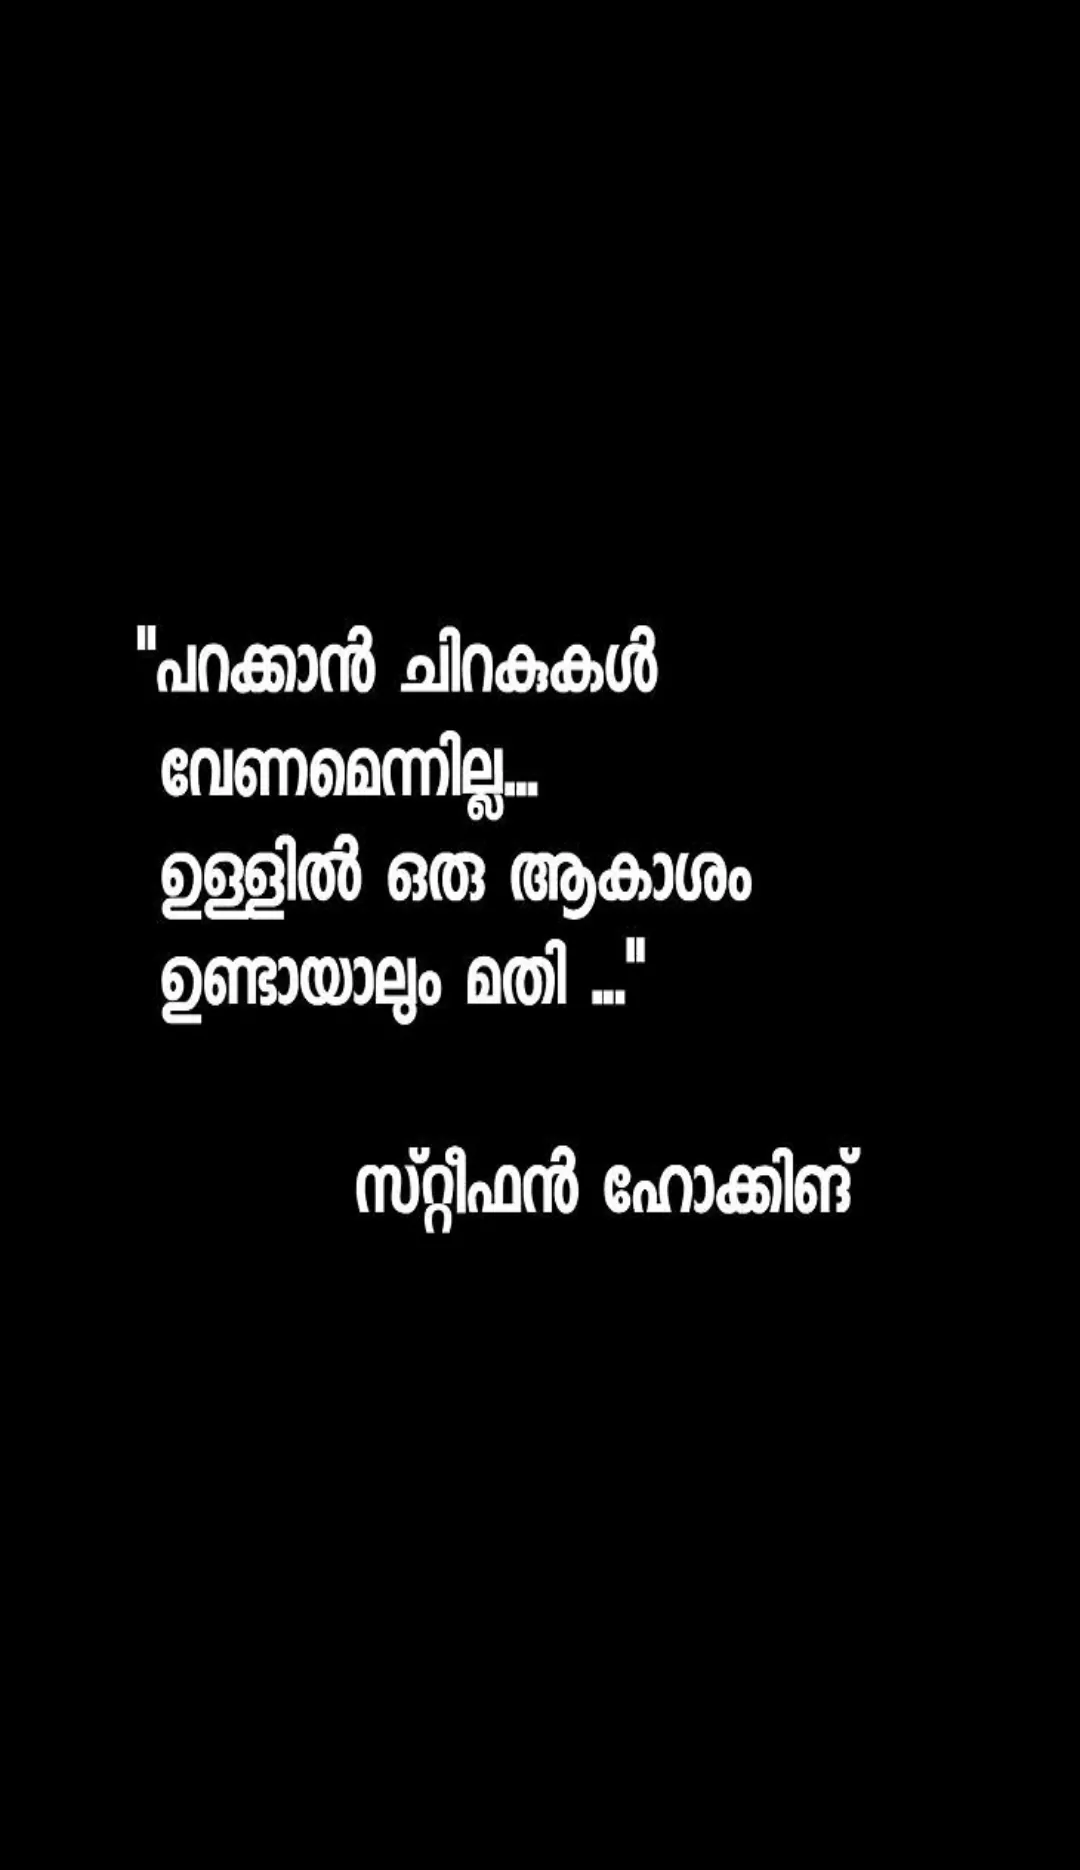 "പറക്കാൻ ചിറകുകൾ
വേണമെന്നില്ല...
ഉള്ളിൽ ഒരു ആകാശം
ഉണ്ടായാലും മതി ..."
സ്റ്റീഫൻ ഹോക്കിങ്